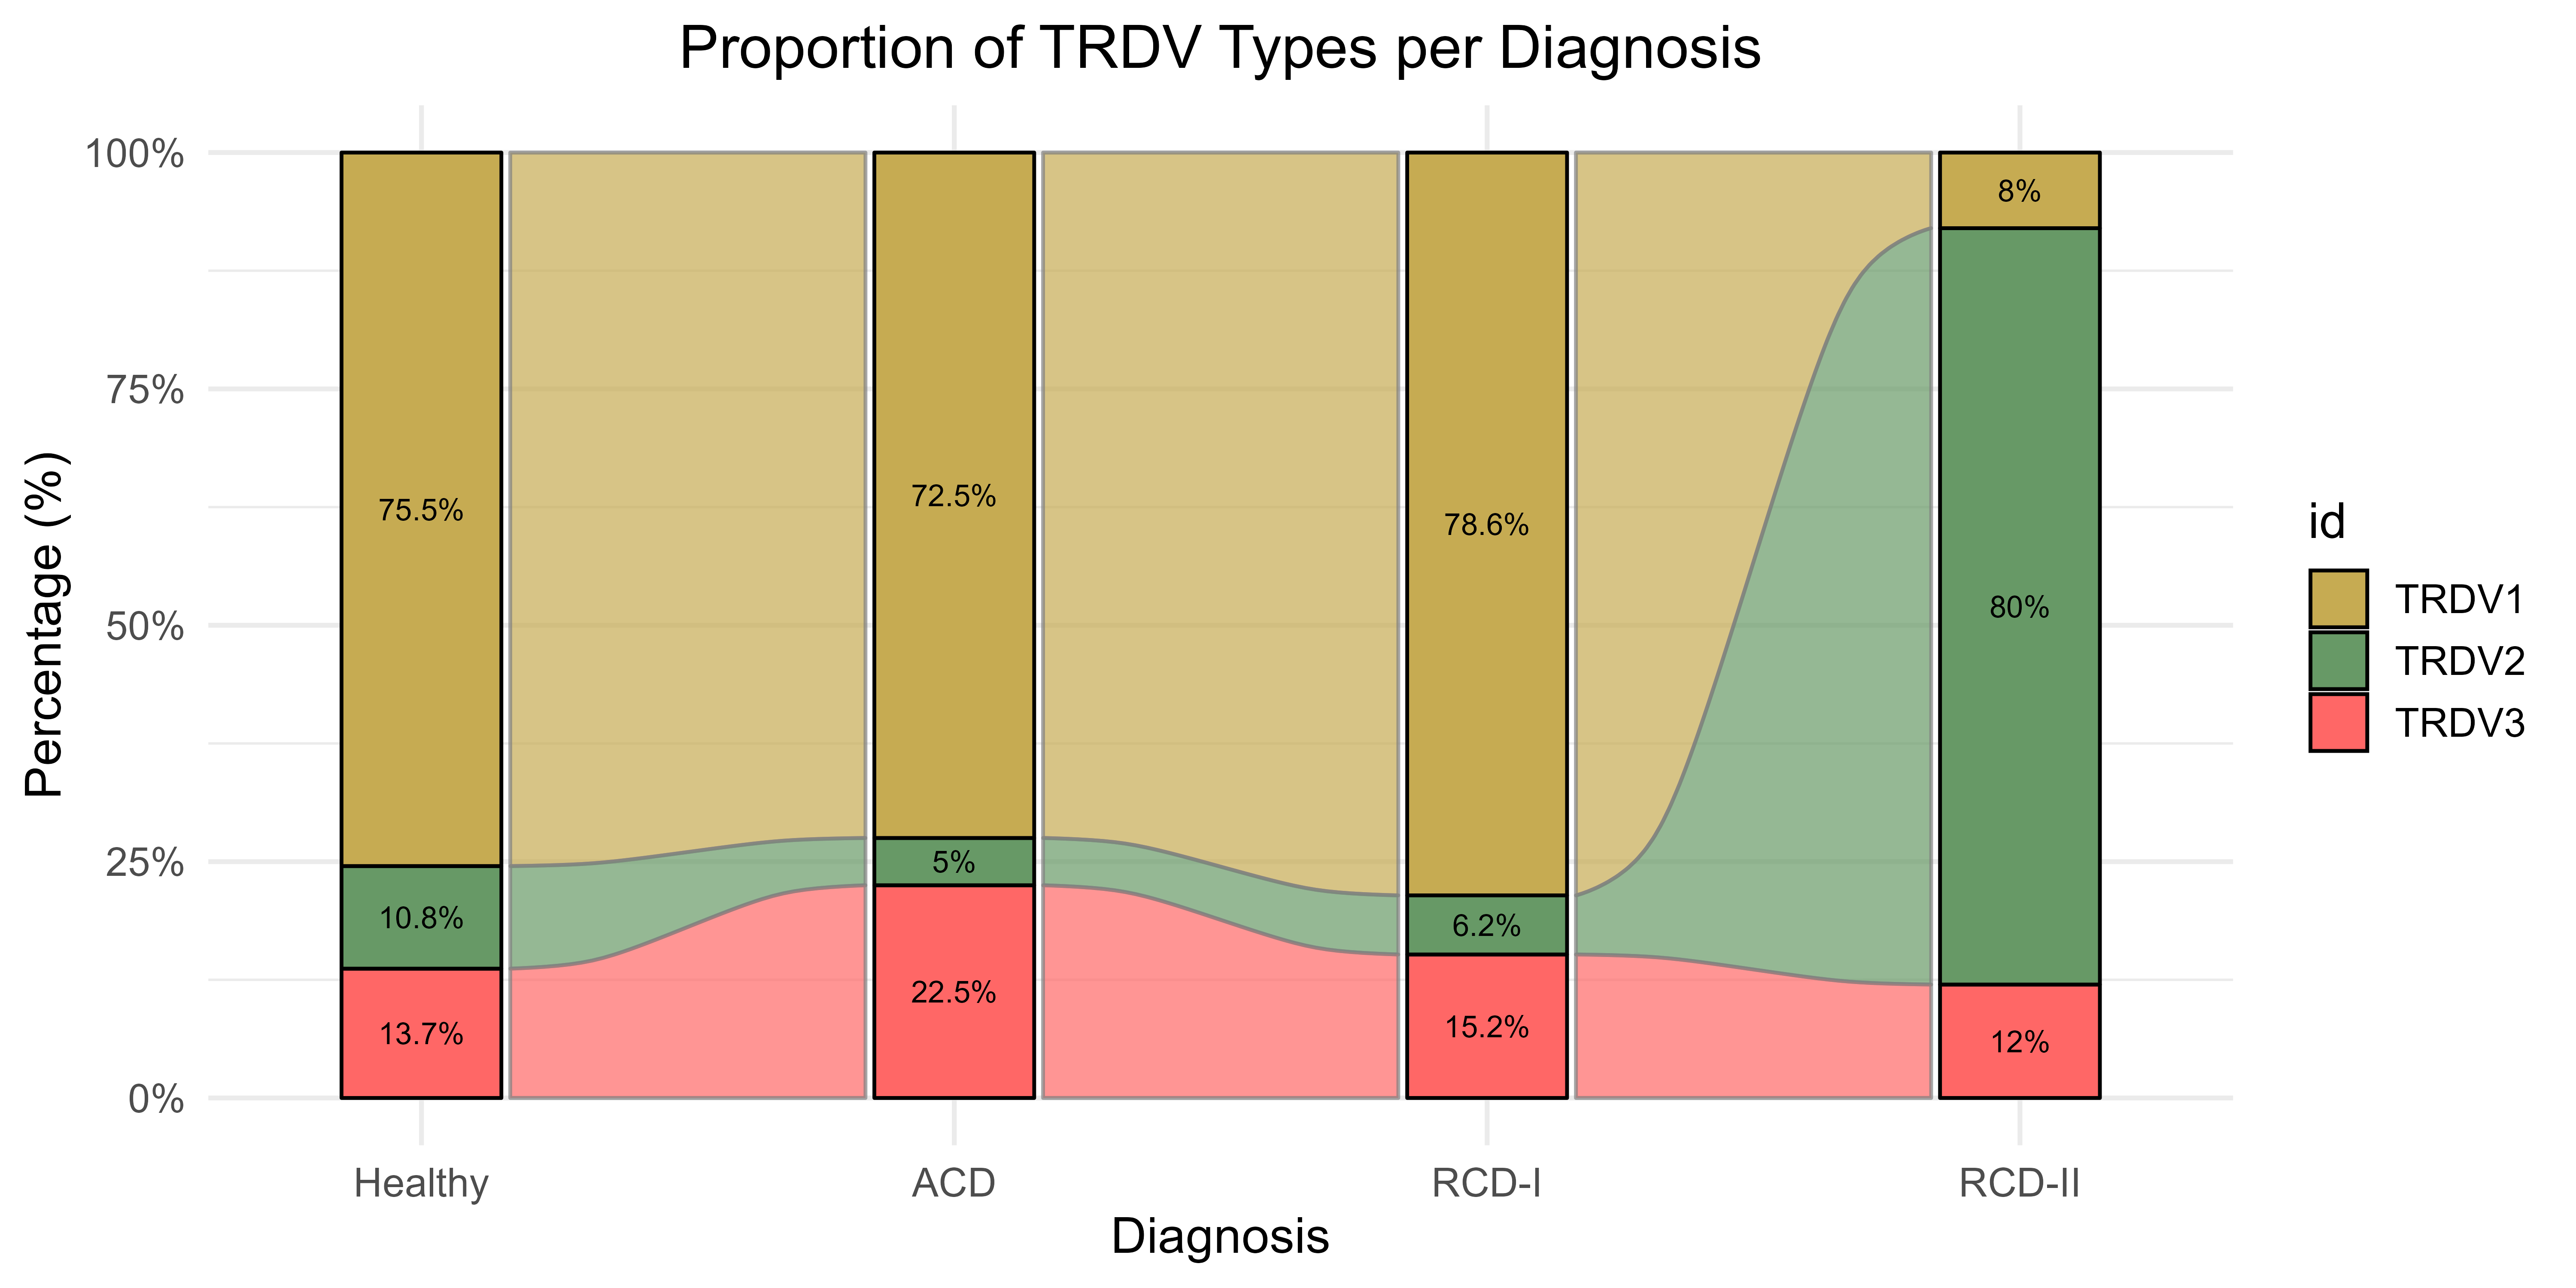 Proportion of TRDV Types per Diagnosis
Percentage (%)
100%
75%
50%
25%
0%
75.5%
10.8%
13.7%
72.5%
5%
22.5%
78.6%
6.2%
15.2%
8%
80%
12%
Healthy
ACD
RCD-I
RCD-II
Diagnosis
id
TRDV1
TRDV2
TRDV3